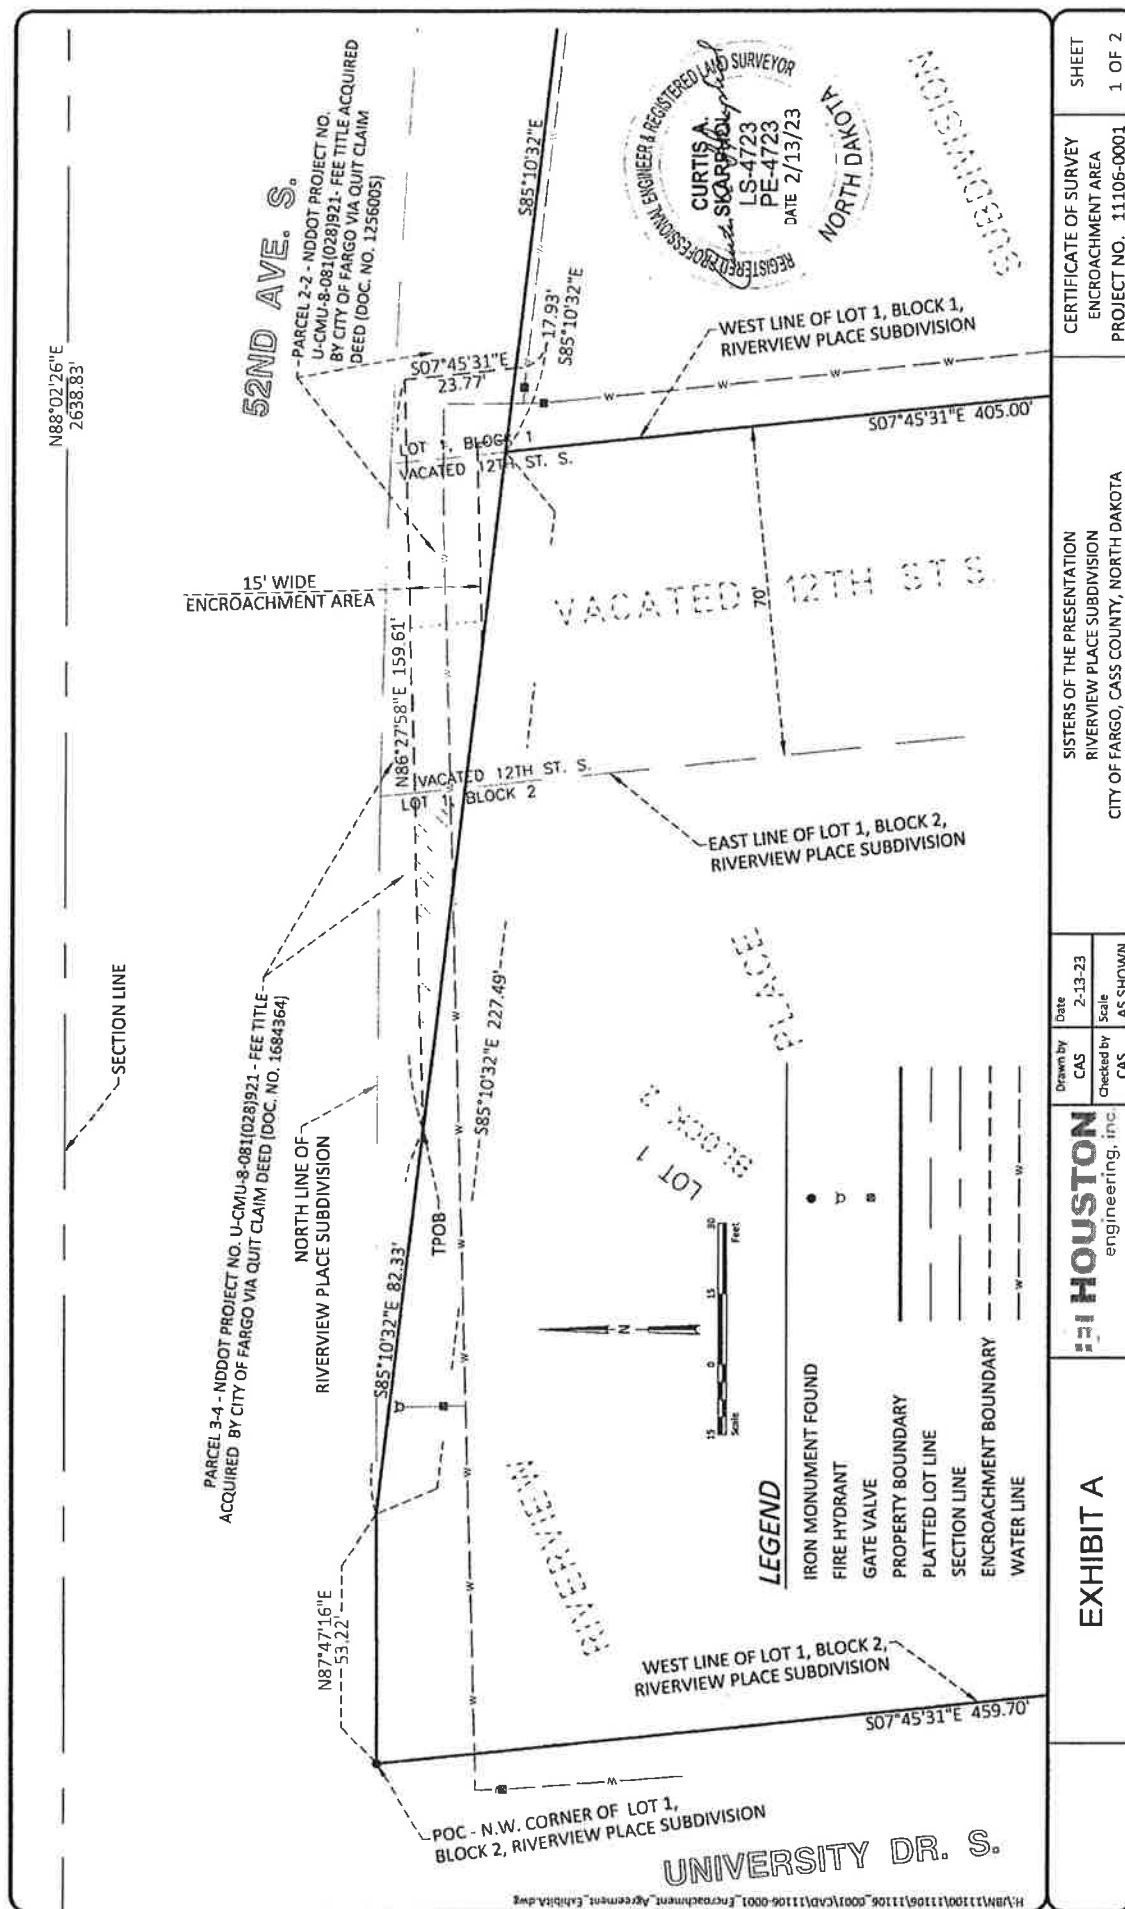 N88°02'26"E
2638.83'
SECTION LINE
52ND AVE. S.
PARCEL 2-2 - NDDOT PROJECT NO.
U-CMU-8-081(028)921- FEE TITLE ACQUIRED
BY CITY OF FARGO VIA QUIT CLAIM
DEED (DOC. NO. 1256005)
PARCEL 3-4 - NDDOT PROJECT NO. U-CMU-8-081(028)921 - FEE TITLE
ACQUIRED BY CITY OF FARGO VIA QUIT CLAIM DEED (DOC. NO. 1684364)
15' WIDE
ENCROACHMENT AREA
NORTH LINE OF
RIVERVIEW PLACE SUBDIVISION
N87°47'16"E
53.22'
S85°10'32"E 82.33'
TPOB
N86°27'58"E 159.61'
S07°45'31"E
23.77'
17.93'
S85°10'32"E
S85°10'32"E
LOT 1, BLOCK 1
VACATED 12TH ST. S.
VACATED 12TH ST. S.
LOT 1, BLOCK 2
S85°10'32"E 227.49'
POC - N.W. CORNER OF LOT 1,
BLOCK 2, RIVERVIEW PLACE SUBDIVISION
UNIVERSITY DR. S.
WEST LINE OF LOT 1, BLOCK 2,
RIVERVIEW PLACE SUBDIVISION
S07°45'31"E 459.70'
RIVERVIEW
LOT 1
BLOCK 2
PLACE
SUBDIVISION
VACATED 12TH ST S.
70'
EAST LINE OF LOT 1, BLOCK 2,
RIVERVIEW PLACE SUBDIVISION
WEST LINE OF LOT 1, BLOCK 1,
RIVERVIEW PLACE SUBDIVISION
S07°45'31"E 405.00'
REGISTERED PROFESSIONAL ENGINEER & REGISTERED LAND SURVEYOR
CURTIS A.
SKARPHOL
LS-4723
PE-4723
DATE 2/13/23
NORTH DAKOTA
N
15 0 15 30
Scale Feet
LEGEND
IRON MONUMENT FOUND
FIRE HYDRANT
GATE VALVE
PROPERTY BOUNDARY
PLATTED LOT LINE
SECTION LINE
ENCROACHMENT BOUNDARY
WATER LINE
W W
H:\JBN\11100\11106\11106_0001\CAD\11106-0001_Encroachment_Agreement_ExhibitA.dwg
EXHIBIT A
HOUSTON
engineering, inc.
Drawn by
CAS
Date
2-13-23
Checked by
CAS
Scale
AS SHOWN
SISTERS OF THE PRESENTATION
RIVERVIEW PLACE SUBDIVISION
CITY OF FARGO, CASS COUNTY, NORTH DAKOTA
CERTIFICATE OF SURVEY
ENCROACHMENT AREA
PROJECT NO. 11106-0001
SHEET
1 OF 2